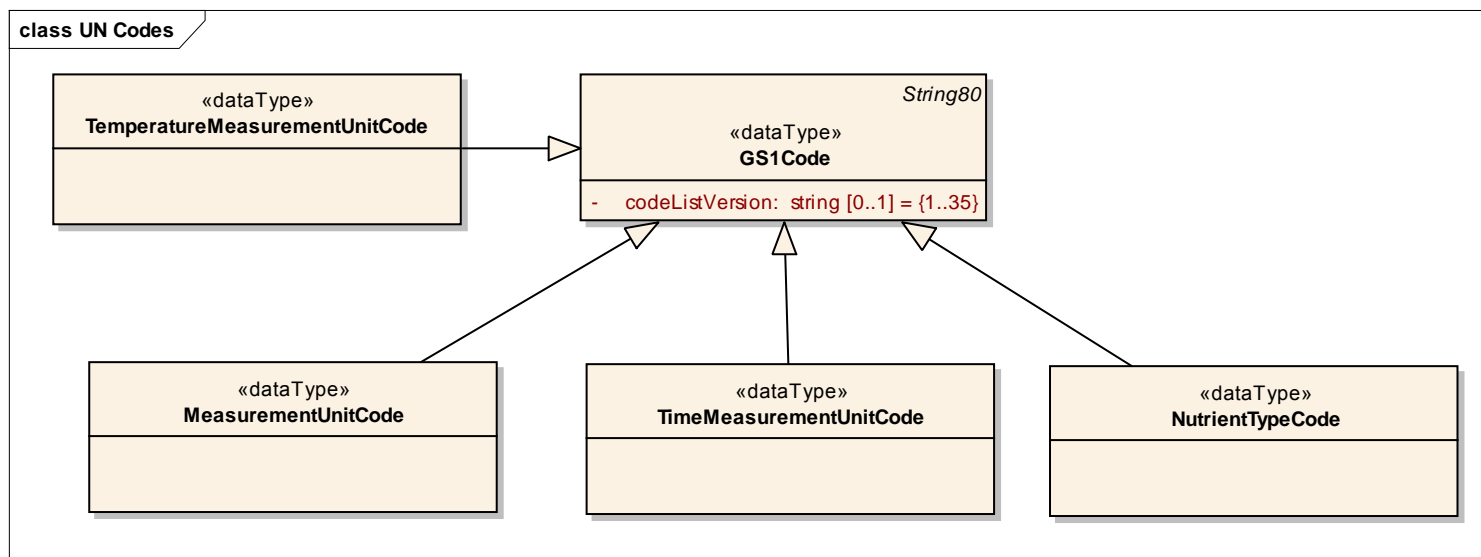 class UN Codes
«dataType»
TemperatureMeasurementUnitCode
String80
«dataType»
GS1Code
- codeListVersion: string [0..1] = {1..35}
«dataType»
MeasurementUnitCode
«dataType»
TimeMeasurementUnitCode
«dataType»
NutrientTypeCode